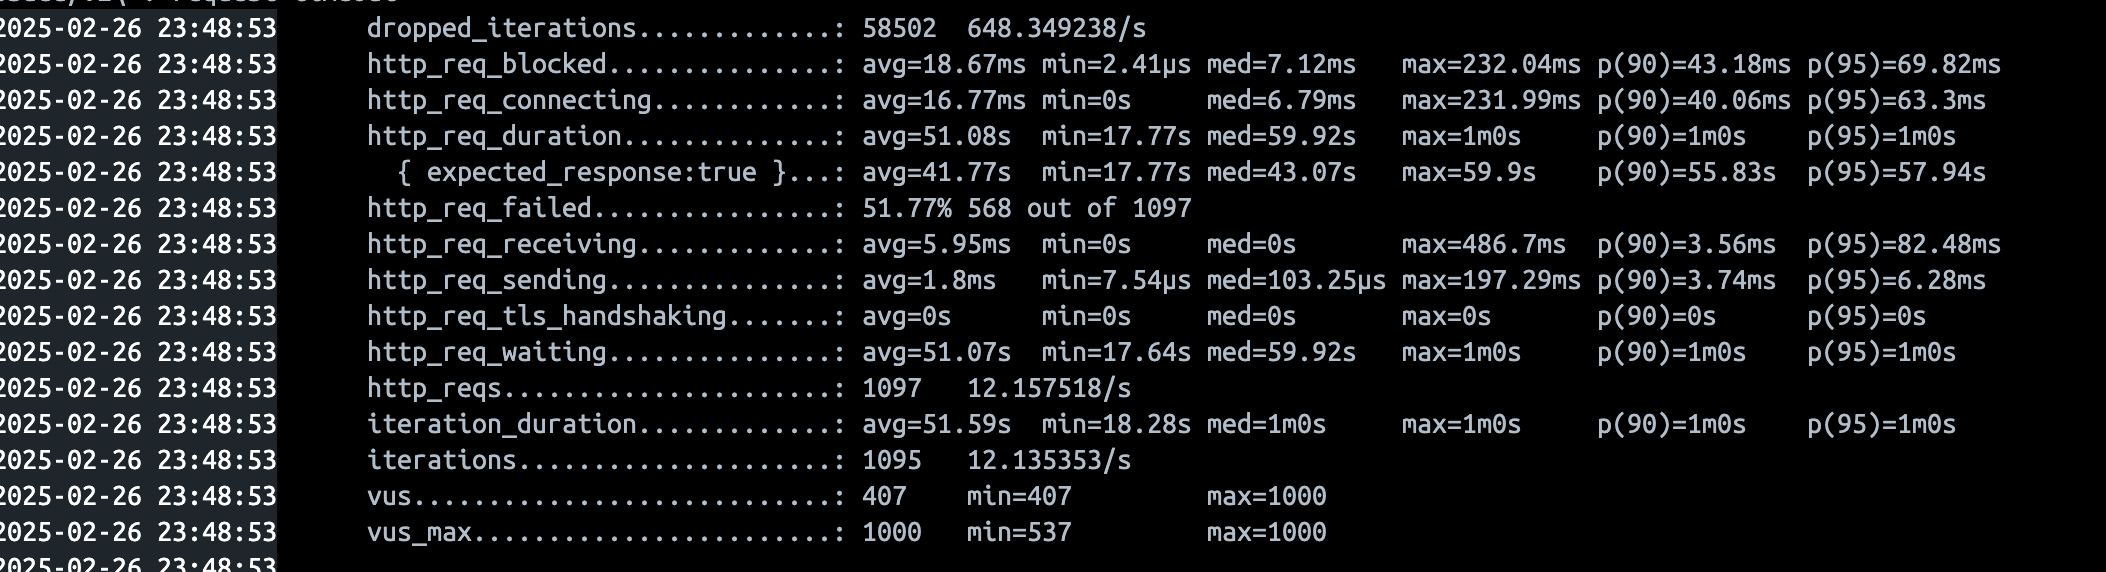 2025-02-26 23:48:53 dropped_iterations.............: 58502 648.349238/s
2025-02-26 23:48:53 http_req_blocked...............: avg=18.67ms min=2.41µs med=7.12ms max=232.04ms p(90)=43.18ms p(95)=69.82ms
2025-02-26 23:48:53 http_req_connecting............: avg=16.77ms min=0s med=6.79ms max=231.99ms p(90)=40.06ms p(95)=63.3ms
2025-02-26 23:48:53 http_req_duration..............: avg=51.08s min=17.77s med=59.92s max=1m0s p(90)=1m0s p(95)=1m0s
2025-02-26 23:48:53 { expected_response:true }...: avg=41.77s min=17.77s med=43.07s max=59.9s p(90)=55.83s p(95)=57.94s
2025-02-26 23:48:53 http_req_failed................: 51.77% 568 out of 1097
2025-02-26 23:48:53 http_req_receiving.............: avg=5.95ms min=0s med=0s max=486.7ms p(90)=3.56ms p(95)=82.48ms
2025-02-26 23:48:53 http_req_sending...............: avg=1.8ms min=7.54µs med=103.25µs max=197.29ms p(90)=3.74ms p(95)=6.28ms
2025-02-26 23:48:53 http_req_tls_handshaking.......: avg=0s min=0s med=0s max=0s p(90)=0s p(95)=0s
2025-02-26 23:48:53 http_req_waiting...............: avg=51.07s min=17.64s med=59.92s max=1m0s p(90)=1m0s p(95)=1m0s
2025-02-26 23:48:53 http_reqs......................: 1097 12.157518/s
2025-02-26 23:48:53 iteration_duration.............: avg=51.59s min=18.28s med=1m0s max=1m0s p(90)=1m0s p(95)=1m0s
2025-02-26 23:48:53 iterations.....................: 1095 12.135353/s
2025-02-26 23:48:53 vus............................: 407 min=407 max=1000
2025-02-26 23:48:53 vus_max........................: 1000 min=537 max=1000
2025-02-26 23:48:53